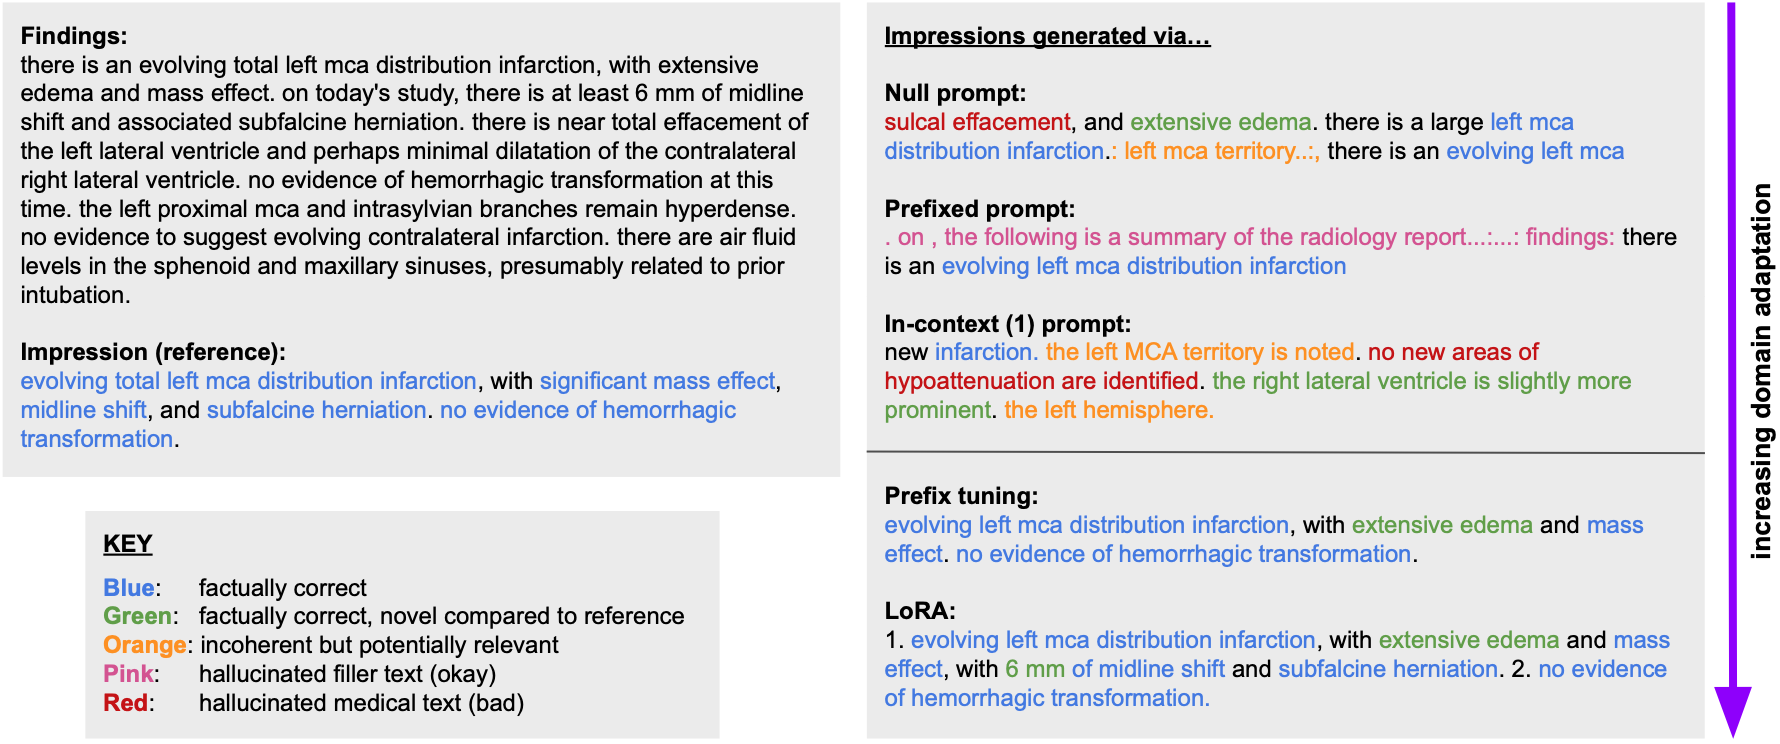 Findings:
there is an evolving total left mca distribution infarction, with extensive
edema and mass effect. on today's study, there is at least 6 mm of midline
shift and associated subfalcine herniation. there is near total effacement of
the left lateral ventricle and perhaps minimal dilatation of the contralateral
right lateral ventricle. no evidence of hemorrhagic transformation at this
time. the left proximal mca and intrasylvian branches remain hyperdense.
no evidence to suggest evolving contralateral infarction. there are air fluid
levels in the sphenoid and maxillary sinuses, presumably related to prior
intubation.
Impression (reference):
evolving total left mca distribution infarction, with significant mass effect,
midline shift, and subfalcine herniation. no evidence of hemorrhagic
transformation.
KEY
Blue: factually correct
Green: factually correct, novel compared to reference
Orange: incoherent but potentially relevant
Pink: hallucinated filler text (okay)
Red: hallucinated medical text (bad)
Impressions generated via…
Null prompt:
sulcal effacement, and extensive edema. there is a large left mca
distribution infarction.: left mca territory..:, there is an evolving left mca
Prefixed prompt:
. on , the following is a summary of the radiology report...:...: findings: there
is an evolving left mca distribution infarction
In-context (1) prompt:
new infarction. the left MCA territory is noted. no new areas of
hypoattenuation are identified. the right lateral ventricle is slightly more
prominent. the left hemisphere.
Prefix tuning:
evolving left mca distribution infarction, with extensive edema and mass
effect. no evidence of hemorrhagic transformation.
LoRA:
1. evolving left mca distribution infarction, with extensive edema and mass
effect, with 6 mm of midline shift and subfalcine herniation. 2. no evidence
of hemorrhagic transformation.
increasing domain adaptation